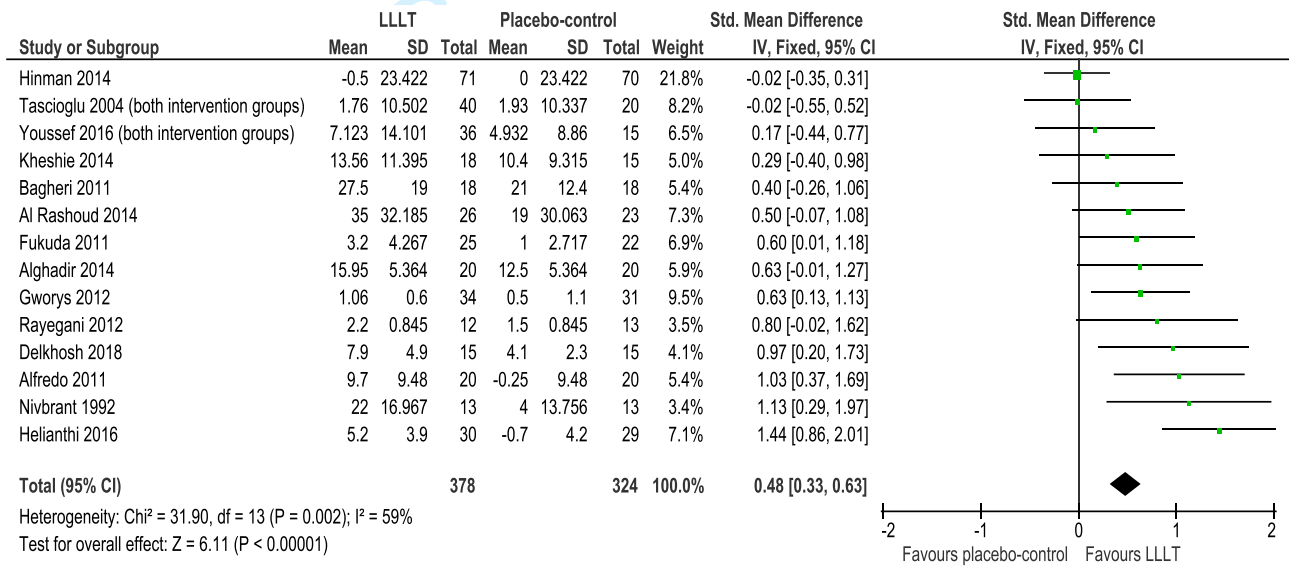 LLLT Placebo-control Std. Mean Difference Std. Mean Difference
Study or Subgroup Mean SD Total Mean SD Total Weight IV, Fixed, 95% CI IV, Fixed, 95% CI
Hinman 2014 -0.5 23.422 71 0 23.422 70 21.8% -0.02 [-0.35, 0.31]
Tascioglu 2004 (both intervention groups) 1.76 10.502 40 1.93 10.337 20 8.2% -0.02 [-0.55, 0.52]
Youssef 2016 (both intervention groups) 7.123 14.101 36 4.932 8.86 15 6.5% 0.17 [-0.44, 0.77]
Kheshie 2014 13.56 11.395 18 10.4 9.315 15 5.0% 0.29 [-0.40, 0.98]
Bagheri 2011 27.5 19 18 21 12.4 18 5.4% 0.40 [-0.26, 1.06]
Al Rashoud 2014 35 32.185 26 19 30.063 23 7.3% 0.50 [-0.07, 1.08]
Fukuda 2011 3.2 4.267 25 1 2.717 22 6.9% 0.60 [0.01, 1.18]
Alghadir 2014 15.95 5.364 20 12.5 5.364 20 5.9% 0.63 [-0.01, 1.27]
Gworys 2012 1.06 0.6 34 0.5 1.1 31 9.5% 0.63 [0.13, 1.13]
Rayegani 2012 2.2 0.845 12 1.5 0.845 13 3.5% 0.80 [-0.02, 1.62]
Delkhosh 2018 7.9 4.9 15 4.1 2.3 15 4.1% 0.97 [0.20, 1.73]
Alfredo 2011 9.7 9.48 20 -0.25 9.48 20 5.4% 1.03 [0.37, 1.69]
Nivbrant 1992 22 16.967 13 4 13.756 13 3.4% 1.13 [0.29, 1.97]
Helianthi 2016 5.2 3.9 30 -0.7 4.2 29 7.1% 1.44 [0.86, 2.01]
Total (95% CI) 378 324 100.0% 0.48 [0.33, 0.63]
Heterogeneity: Chi² = 31.90, df = 13 (P = 0.002); I² = 59%
Test for overall effect: Z = 6.11 (P < 0.00001)
-2 -1 0 1 2
Favours placebo-control Favours LLLT